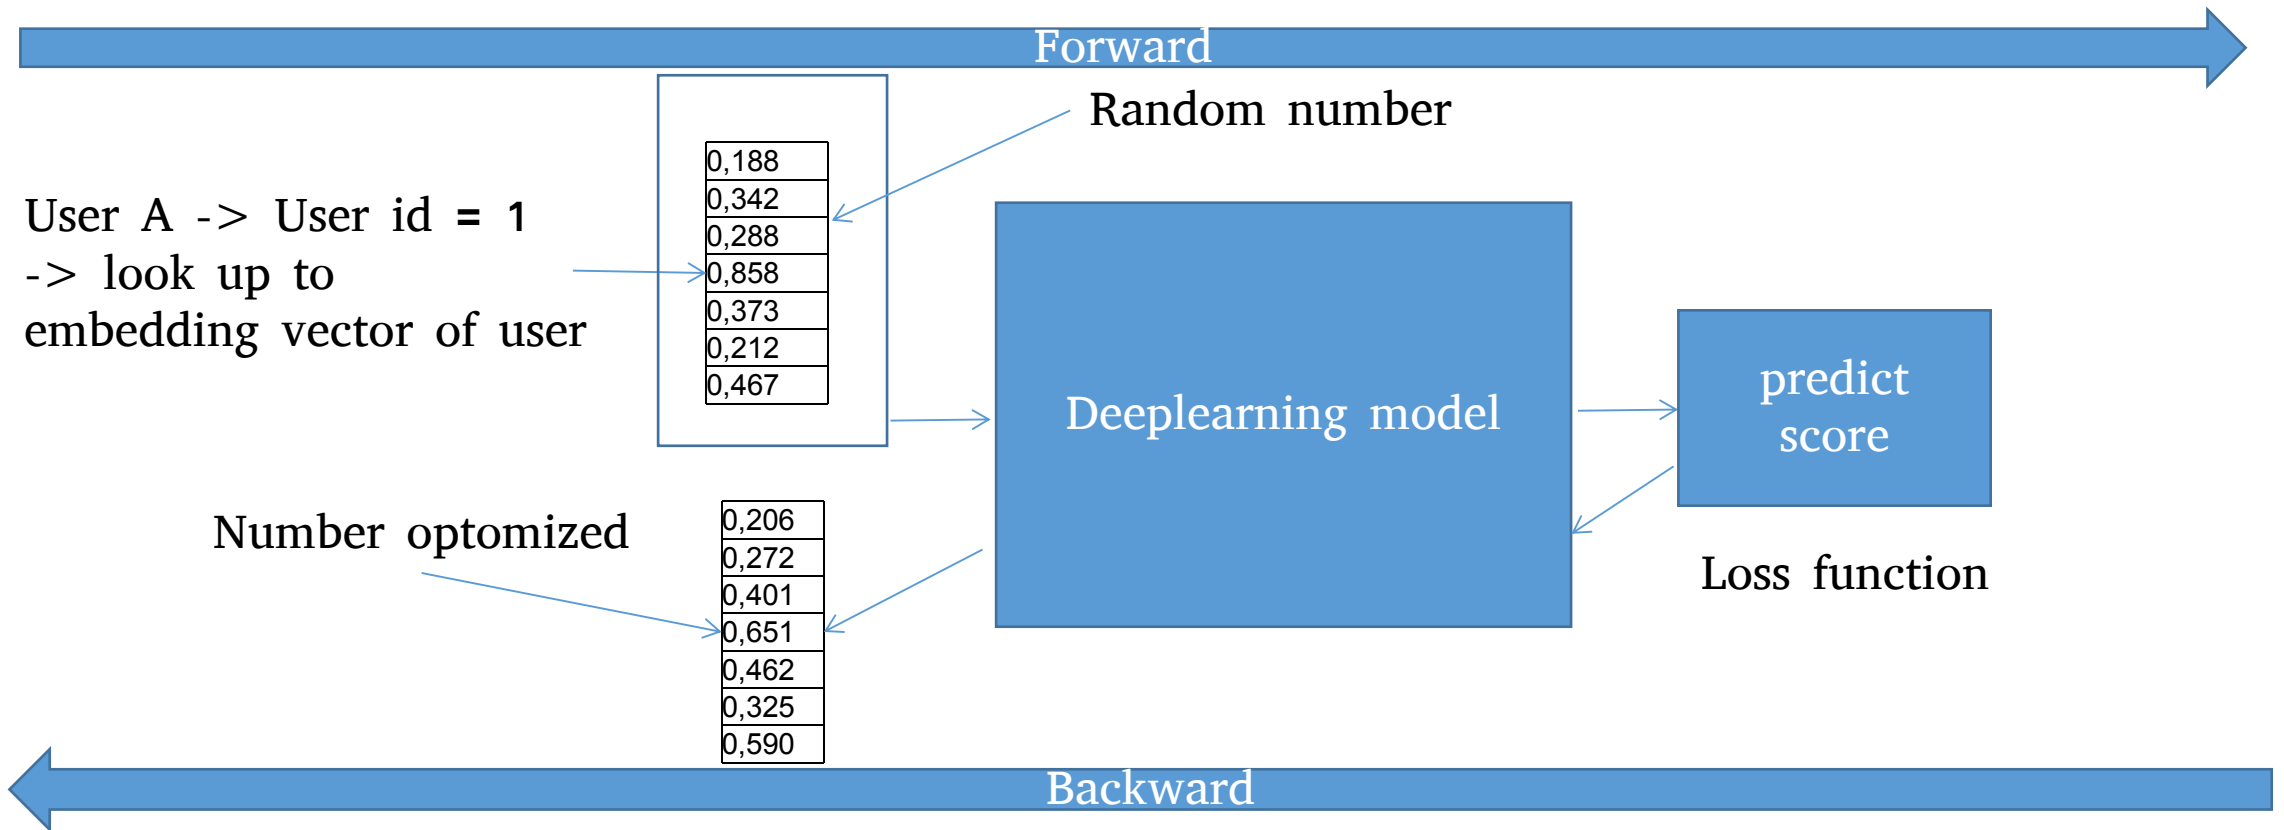 Forward
Random number
0,188
0,342
0,288
0,858
0,373
0,212
0,467
User A -> User id = 1
-> look up to
embedding vector of user
Deeplearning model
predict
score
Number optomized
0,206
0,272
0,401
0,651
0,462
0,325
0,590
Loss function
Backward